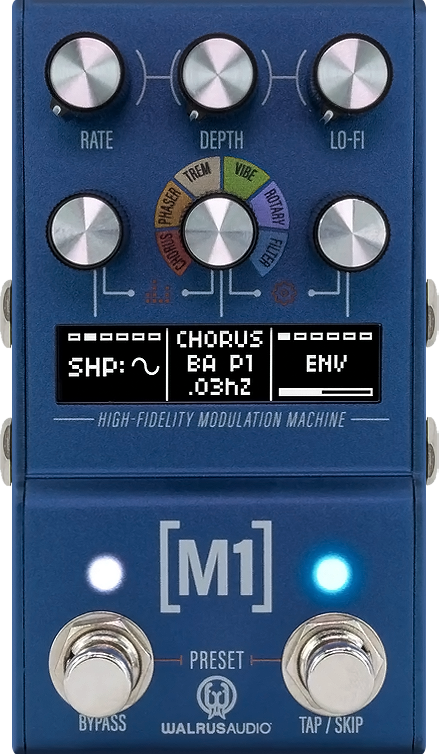 RATE DEPTH LO-FI
CHORUS PHASER TREM VIBE ROTARY FILTER
SHP: CHORUS ENV
BA P1
.03hZ
HIGH-FIDELITY MODULATION MACHINE
[M1]
PRESET
BYPASS WALRUSAUDIO TAP / SKIP